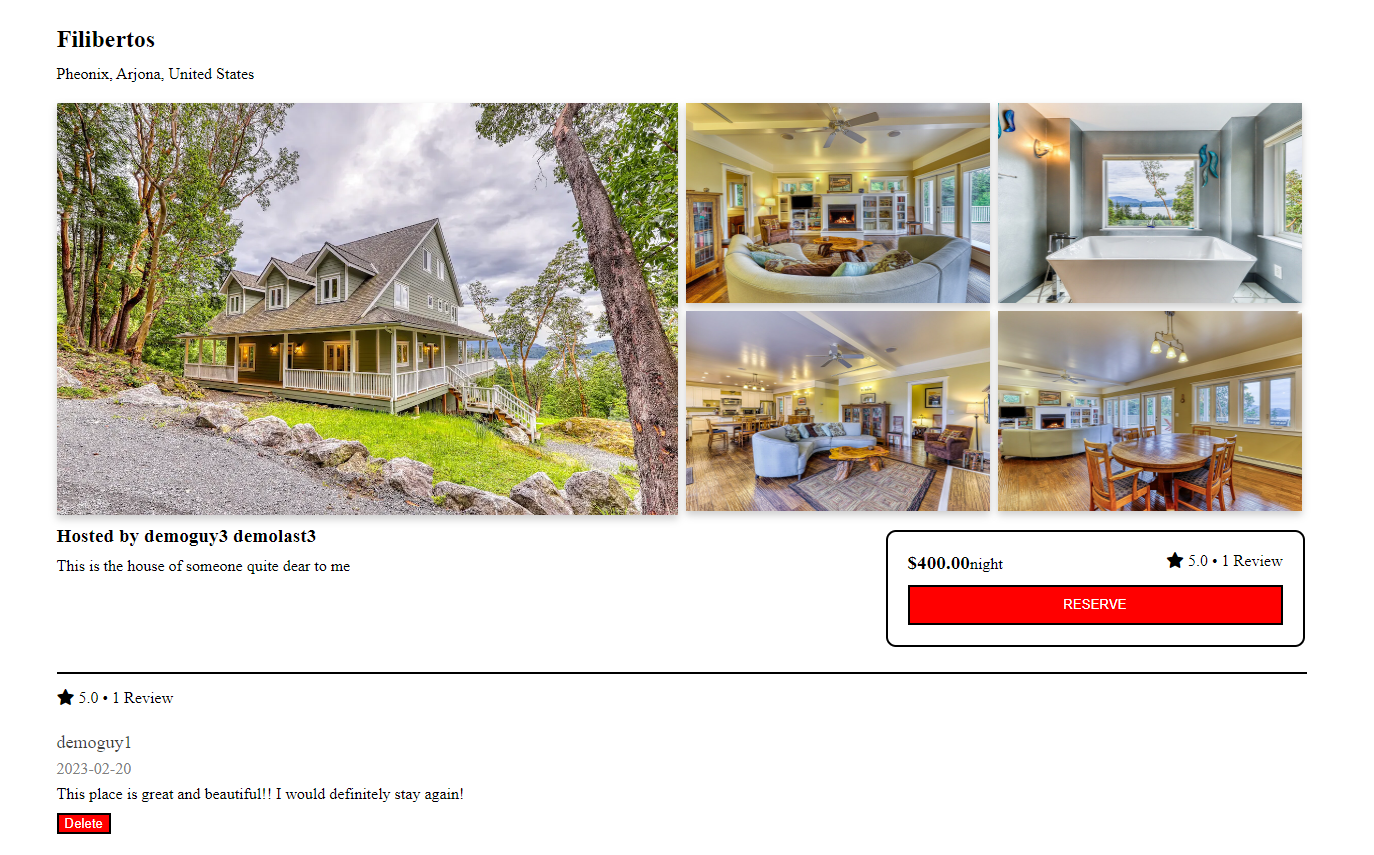 Filibertos
Pheonix, Arjona, United States
Hosted by demoguy3 demolast3
This is the house of someone quite dear to me
$400.00night
5.0 • 1 Review
RESERVE
5.0 • 1 Review
demoguy1
2023-02-20
This place is great and beautiful!! I would definitely stay again!
Delete